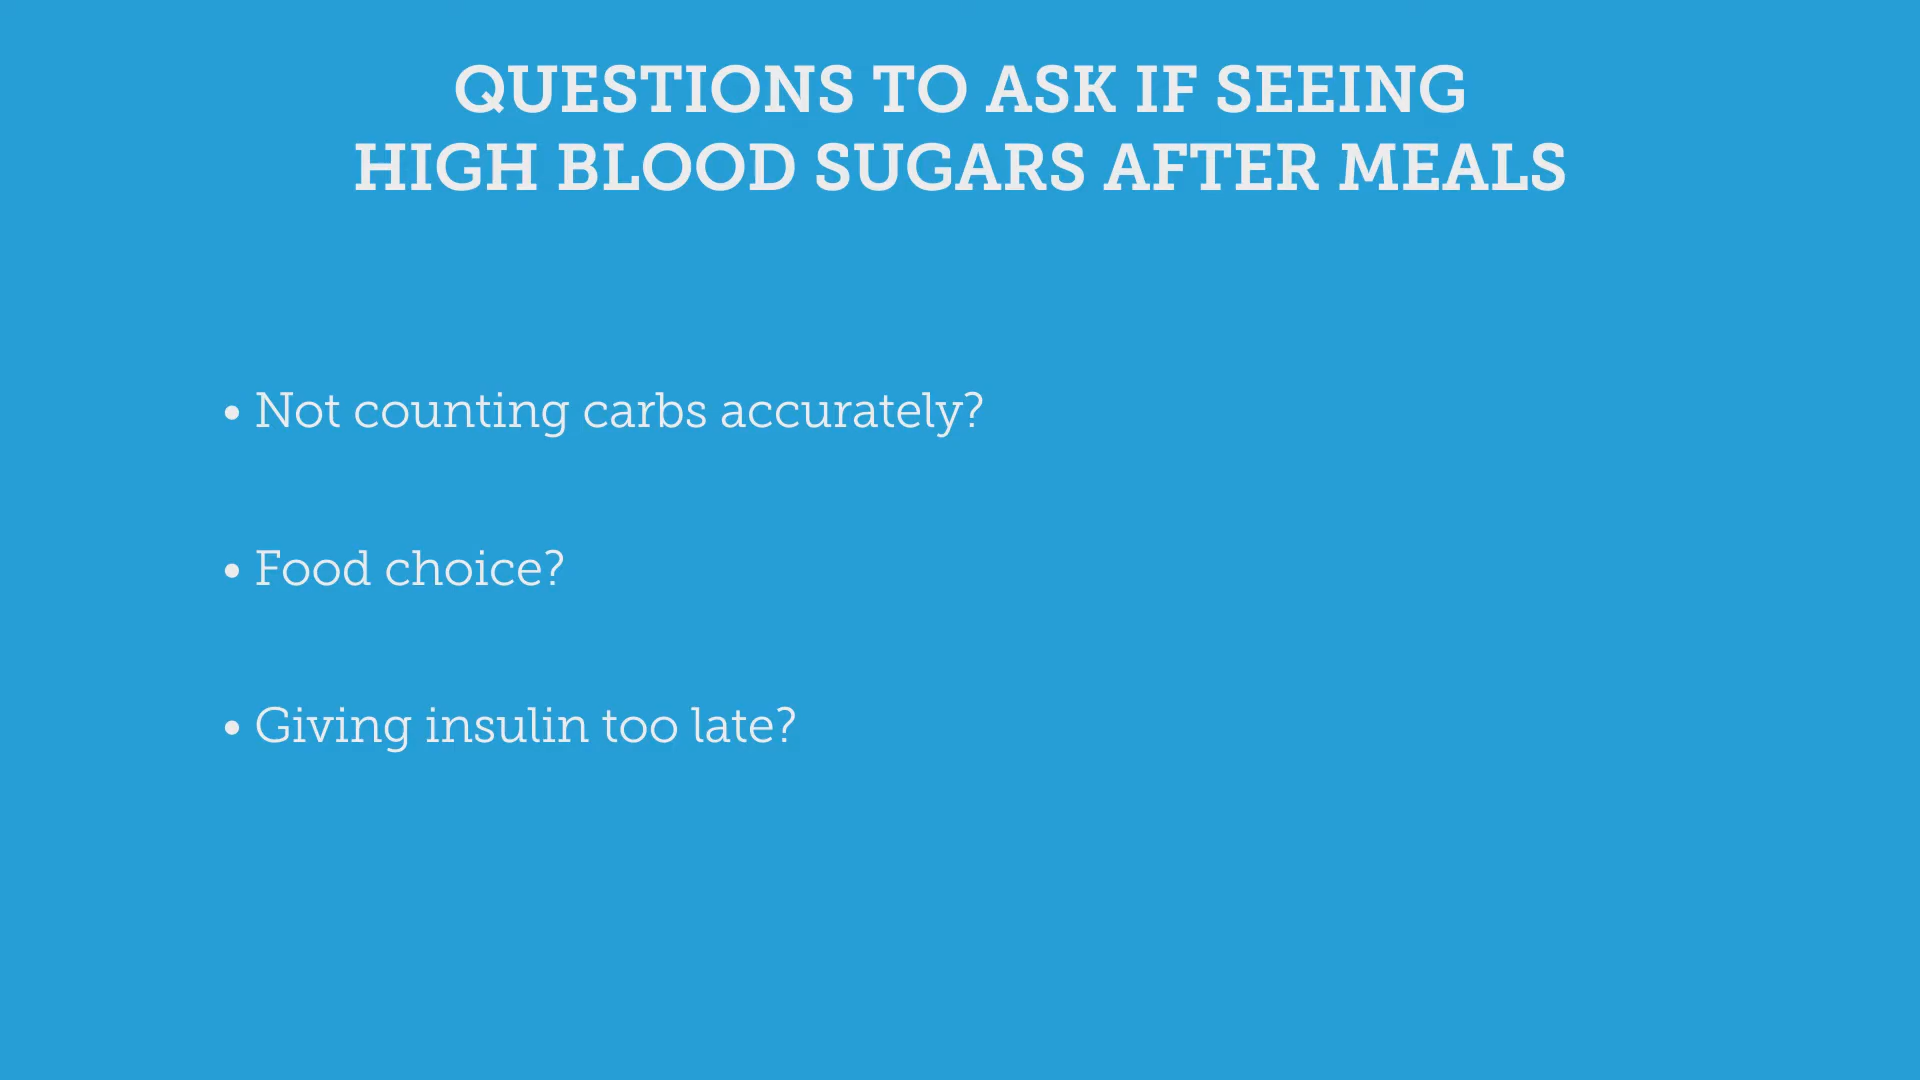 QUESTIONS TO ASK IF SEEING
HIGH BLOOD SUGARS AFTER MEALS
• Not counting carbs accurately?
• Food choice?
• Giving insulin too late?